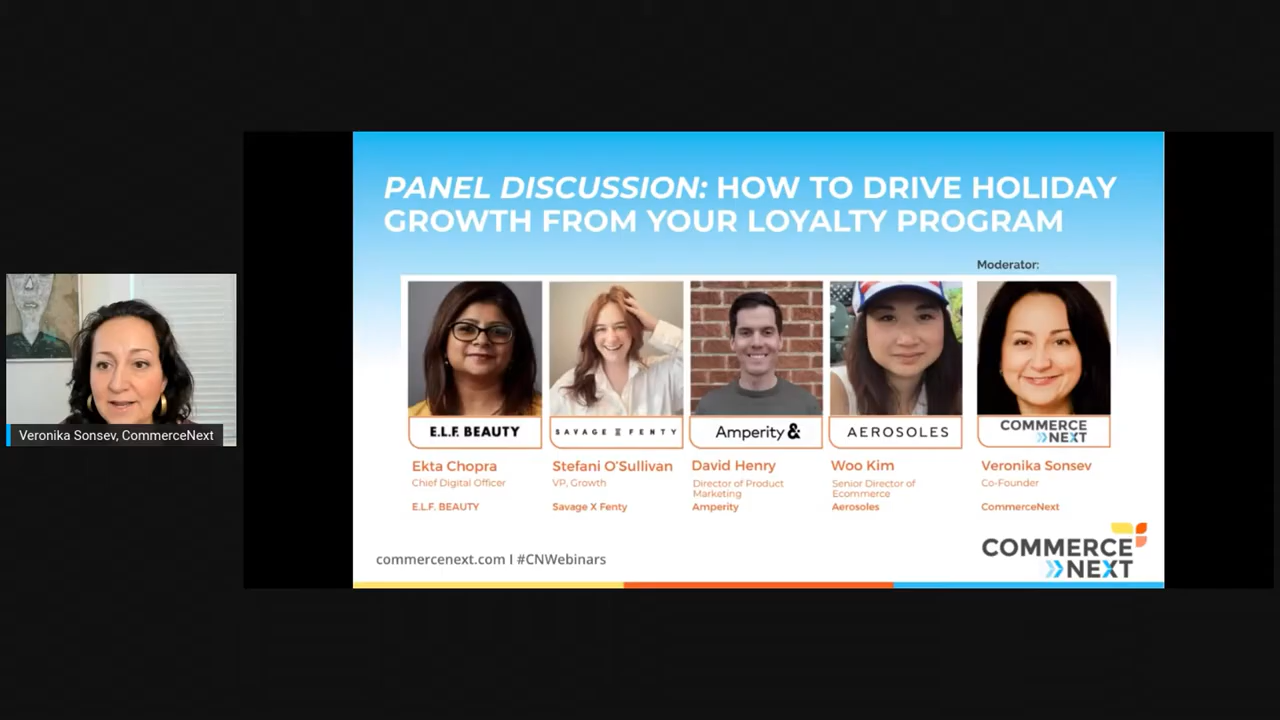 PANEL DISCUSSION: HOW TO DRIVE HOLIDAY
GROWTH FROM YOUR LOYALTY PROGRAM
Moderator:
E.L.F. BEAUTY
SAVAGE X FENTY
Amperity &
AEROSOLES
COMMERCE
NEXT
Ekta Chopra
Chief Digital Officer
E.L.F. BEAUTY
Stefani O'Sullivan
VP, Growth
Savage X Fenty
David Henry
Director of Product
Marketing
Amperity
Woo Kim
Senior Director of
Ecommerce
Aerosoles
Veronika Sonsev
Co-Founder
CommerceNext
Veronika Sonsev, CommerceNext
commercenext.com I #CNWebinars
COMMERCE
NEXT